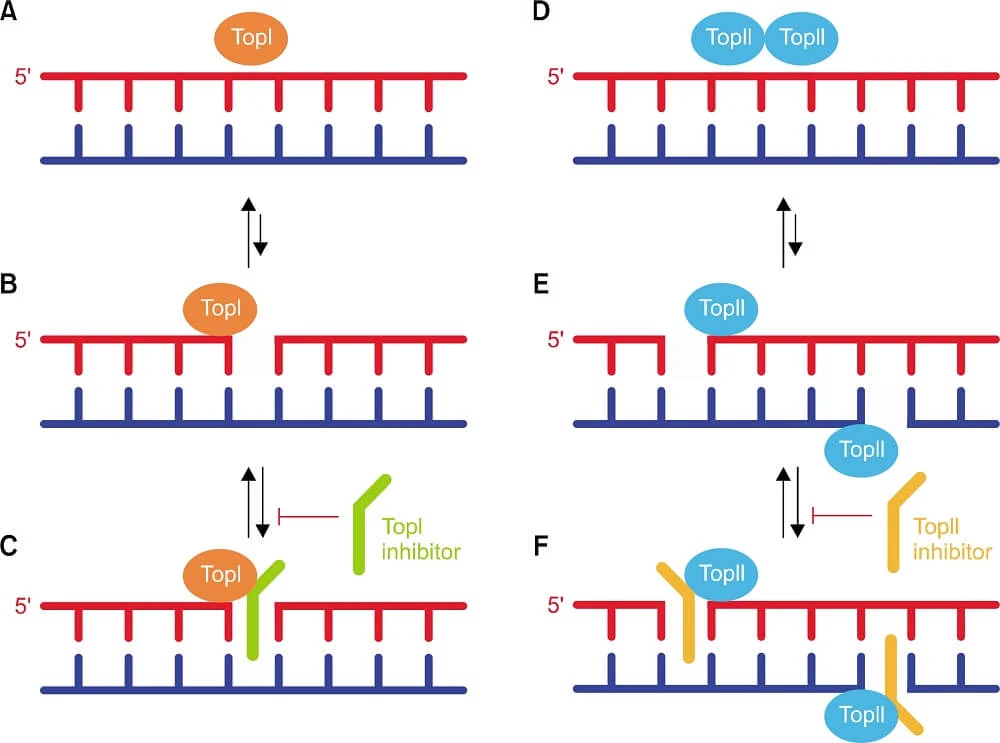 A
TopI
5'
B
TopI
5'
TopI
inhibitor
C
TopI
5'
D
TopII TopII
5'
E
TopII
5'
TopII
TopII
inhibitor
F
TopII
5'
TopII